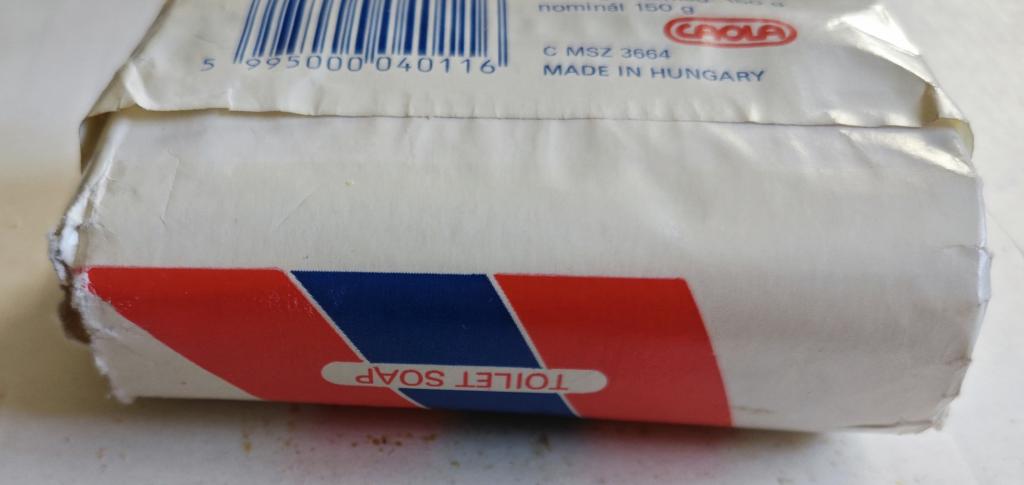 nominál 150 g
CAOLA
C MSZ 3664
MADE IN HUNGARY
5 995000 040116
TOILET SOAP